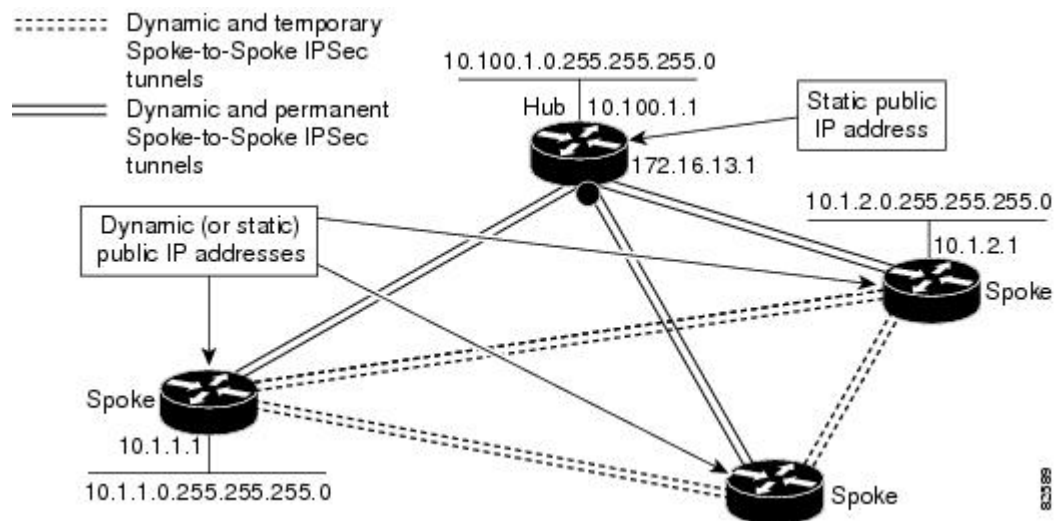 Dynamic and temporary
Spoke-to-Spoke IPSec
tunnels
Dynamic and permanent
Spoke-to-Spoke IPSec
tunnels
10.100.1.0.255.255.255.0
Hub
10.100.1.1
Static public
IP address
172.16.13.1
10.1.2.0.255.255.255.0
Dynamic (or static)
public IP addresses
10.1.2.1
Spoke
Spoke
10.1.1.1
10.1.1.0.255.255.255.0
Spoke
82589